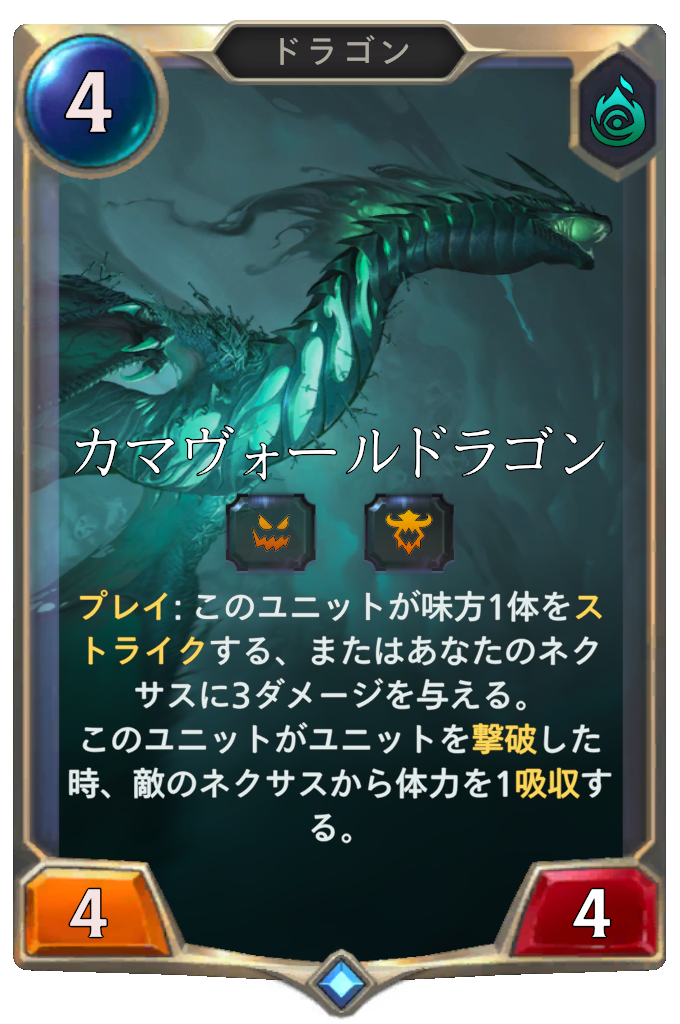 ドラゴン
4
カマヴォールドラゴン
プレイ: このユニットが味方1体をス
トライクする、またはあなたのネク
サスに3ダメージを与える。
このユニットがユニットを撃破した
時、敵のネクサスから体力を1吸収す
る。
4
4